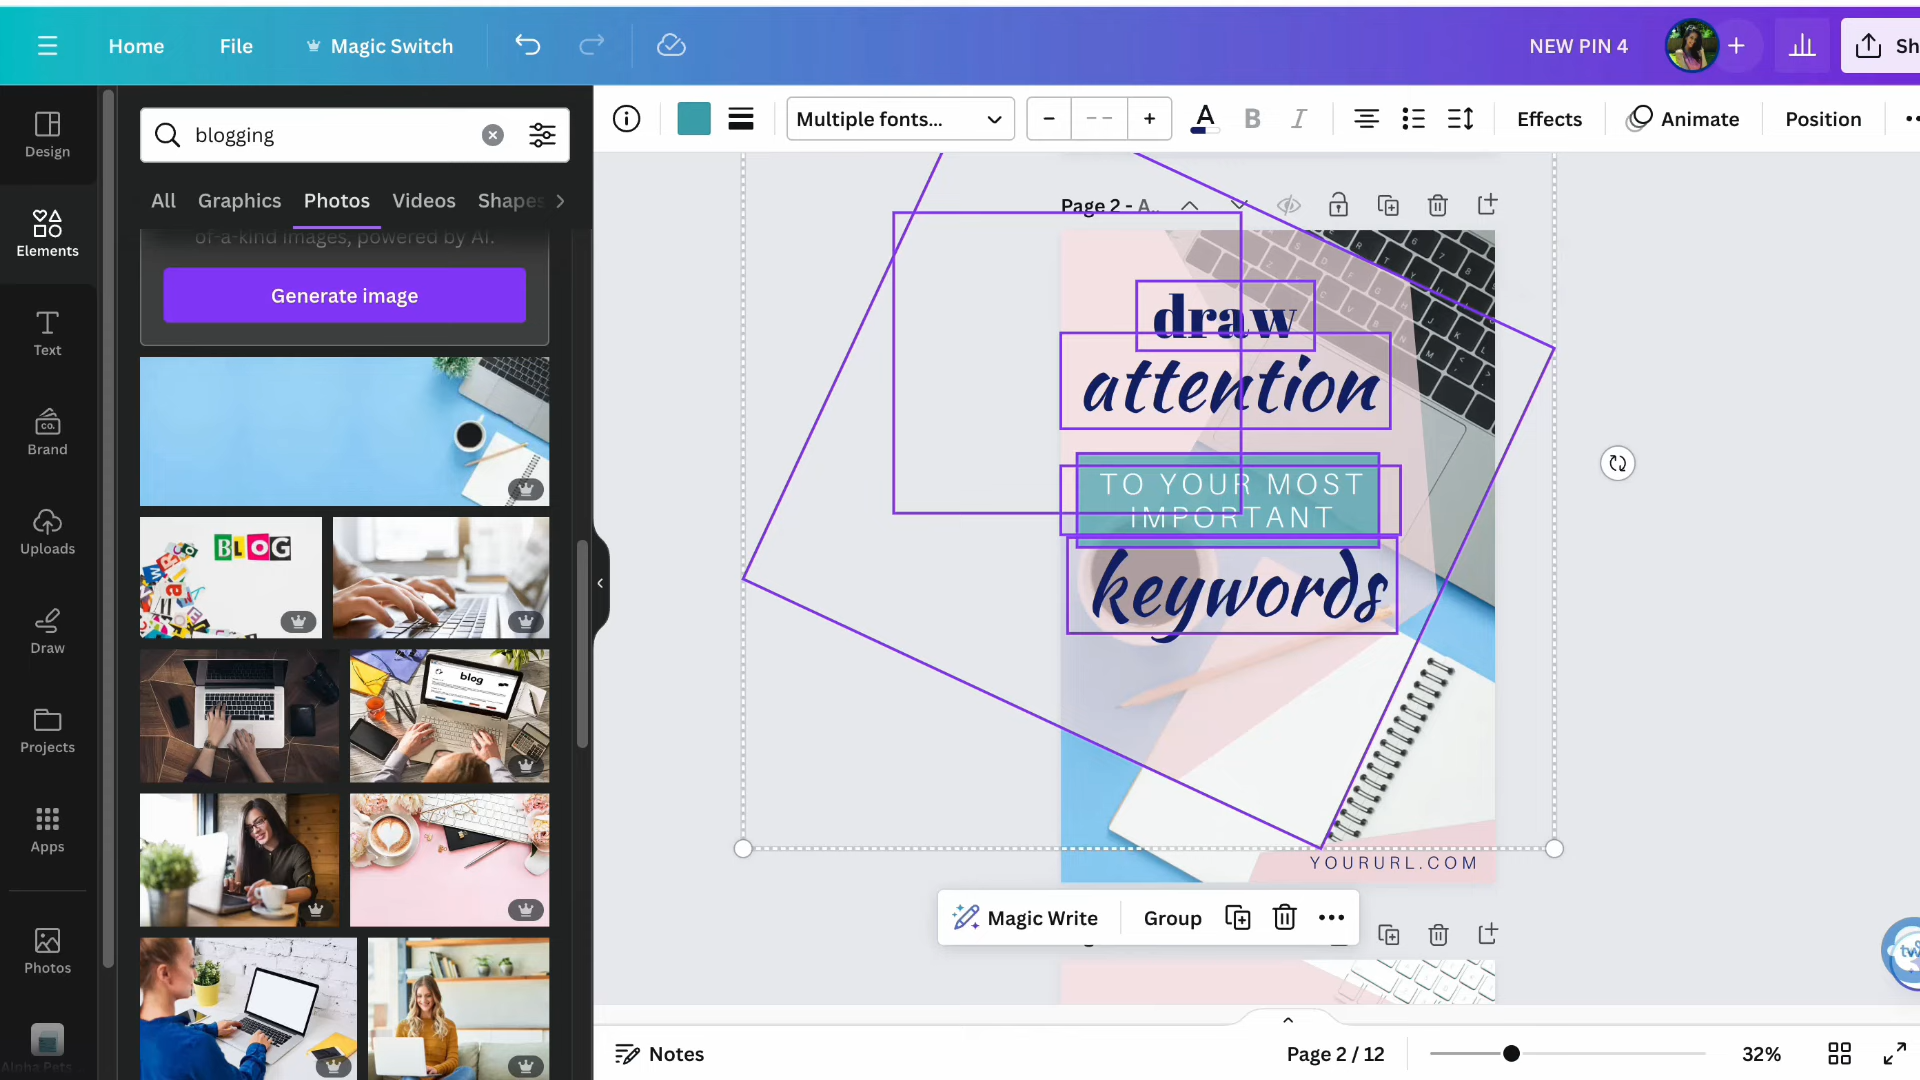 Home
File
Magic Switch
NEW PIN 4
Sh
blogging
Multiple fonts...
- -
A
B
I
Effects
Animate
Position
Design
Elements
Text
Brand
Uploads
Draw
Projects
Apps
Photos
Alpha Pets...
All
Graphics
Photos
Videos
Shapes
of-a-kind images, powered by AI.
Generate image
BLOG
blog
Page 2 - A..
draw
attention
TO YOUR MOST
IMPORTANT
keywords
YOURURL.COM
Magic Write
Group
Notes
Page 2 / 12
32%